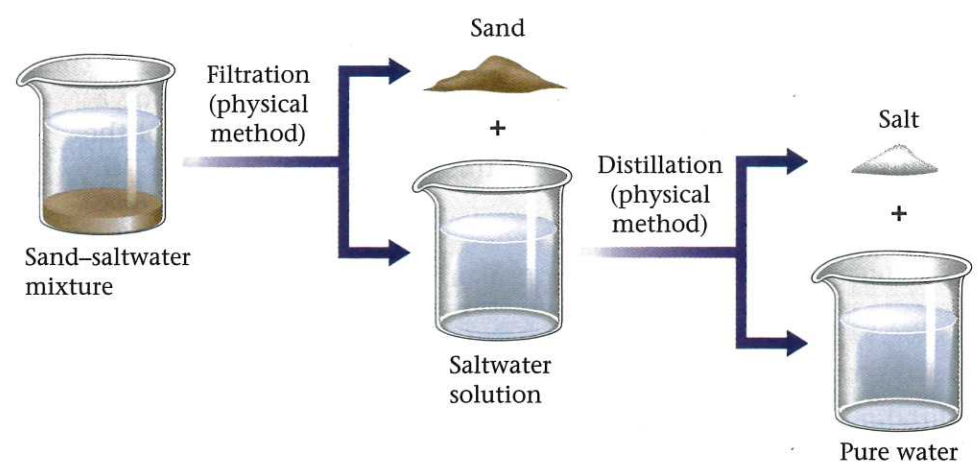 Sand
Filtration
(physical
method)
+
Salt
Distillation
(physical
method)
+
Sand–saltwater
mixture
Saltwater
solution
Pure water